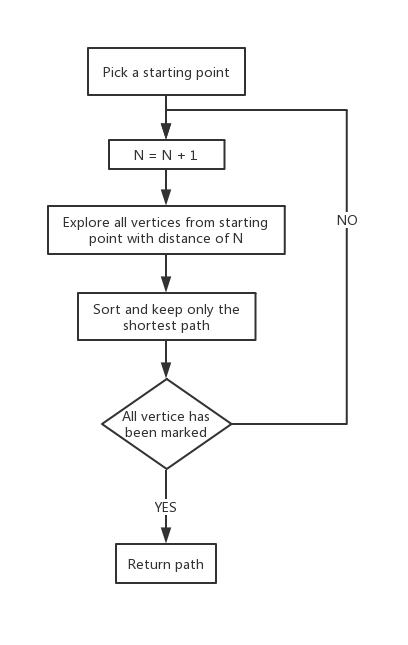 Pick a starting point
N = N + 1
Explore all vertices from starting
point with distance of N
NO
Sort and keep only the
shortest path
All vertice has
been marked
YES
Return path